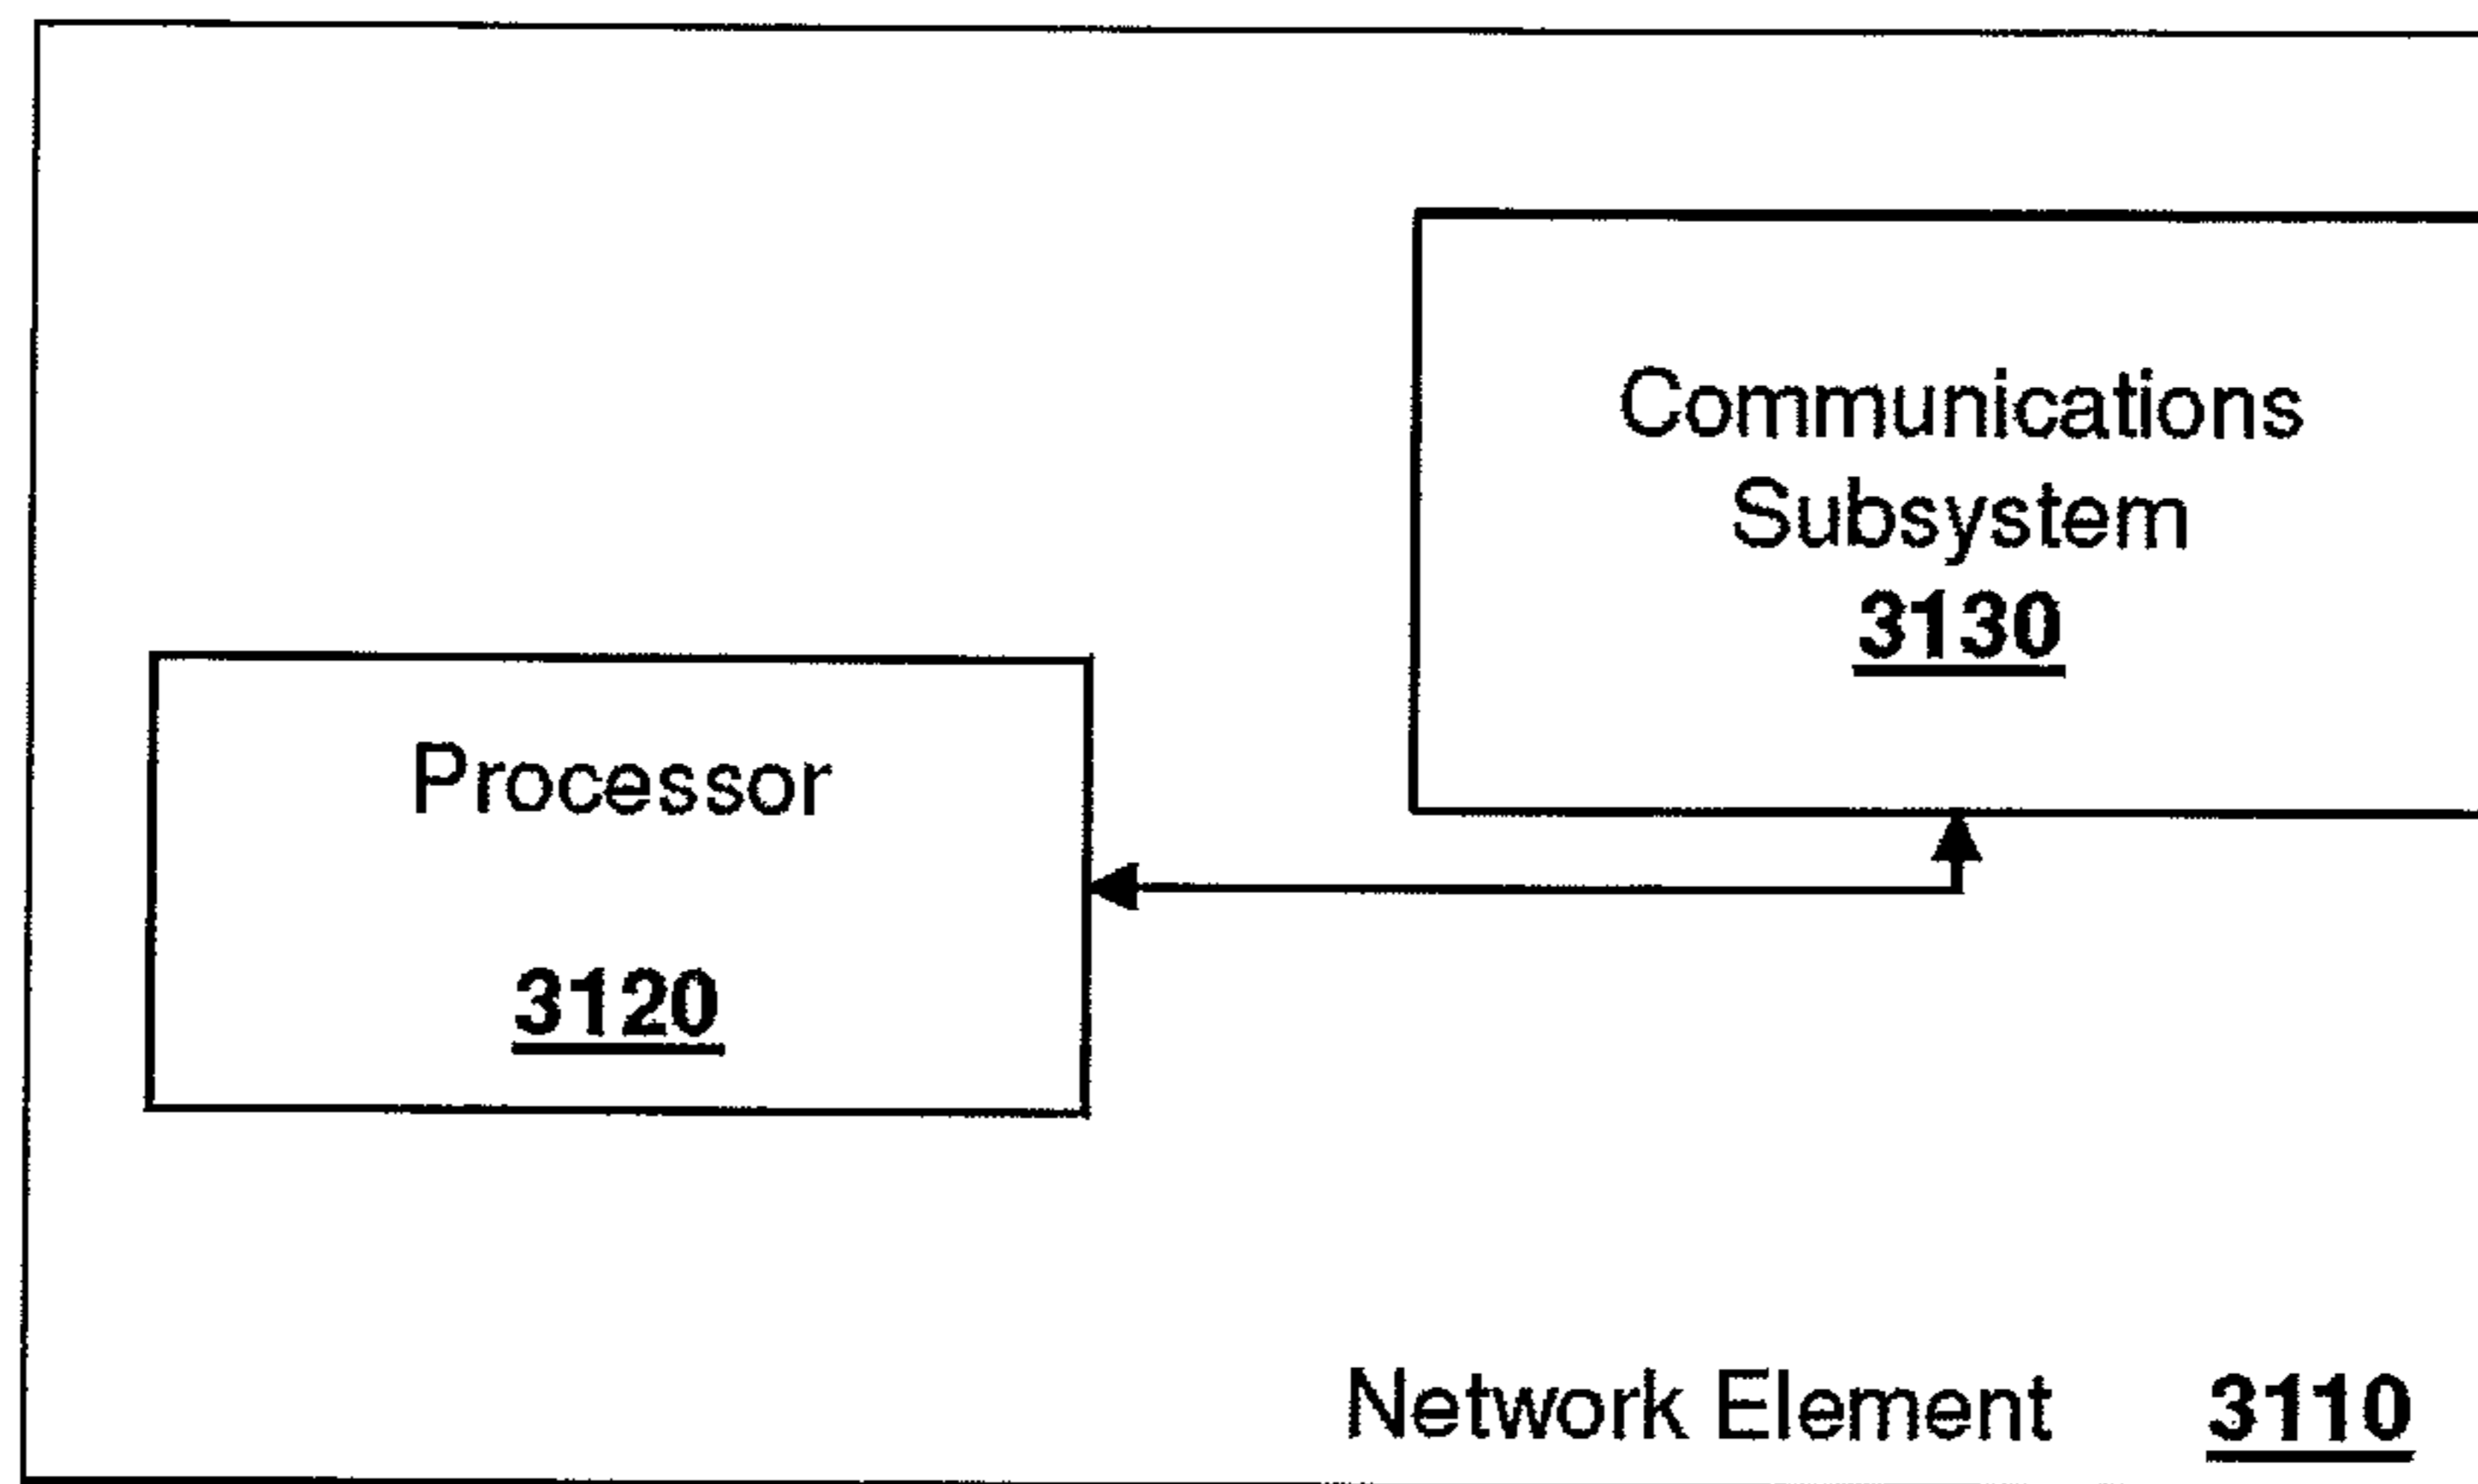 Communications
Subsystem
3130
Processor
3120
Network Element 3110